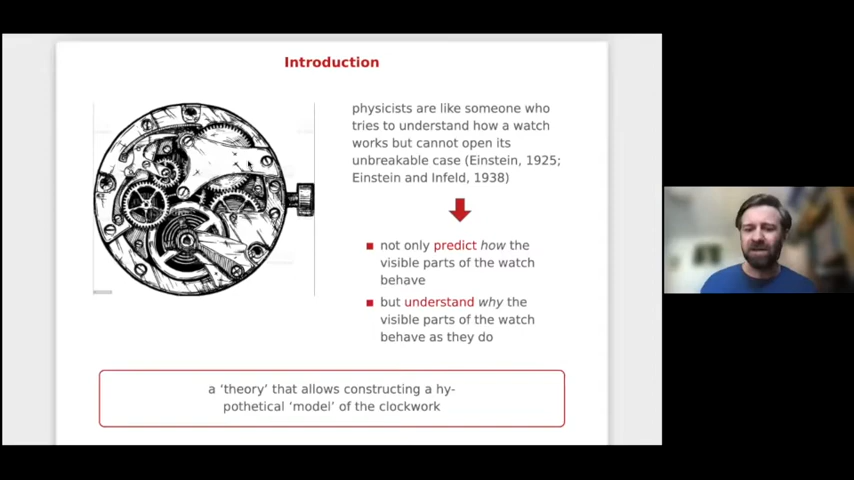 Introduction
physicists are like someone who
tries to understand how a watch
works but cannot open its
unbreakable case (Einstein, 1925;
Einstein and Infeld, 1938)
not only predict how the
visible parts of the watch
behave
but understand why the
visible parts of the watch
behave as they do
a ‘theory’ that allows constructing a hy-
pothetical ‘model’ of the clockwork